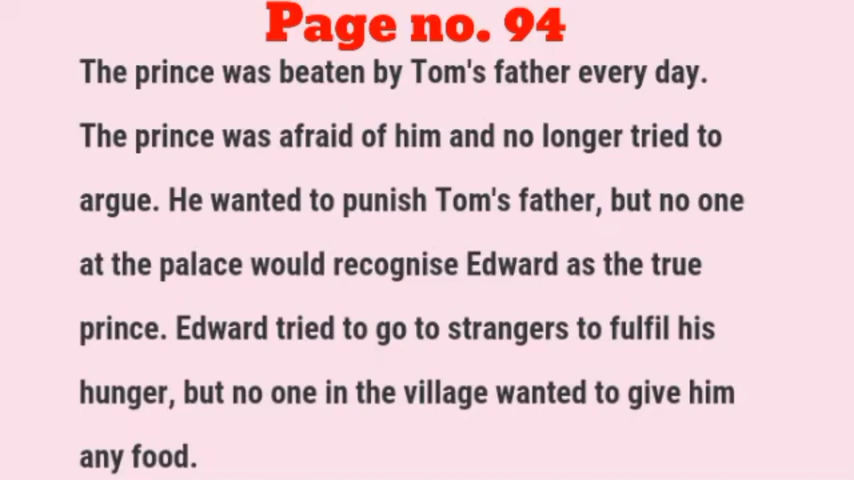 Page no. 94
The prince was beaten by Tom's father every day.
The prince was afraid of him and no longer tried to
argue. He wanted to punish Tom's father, but no one
at the palace would recognise Edward as the true
prince. Edward tried to go to strangers to fulfil his
hunger, but no one in the village wanted to give him
any food.